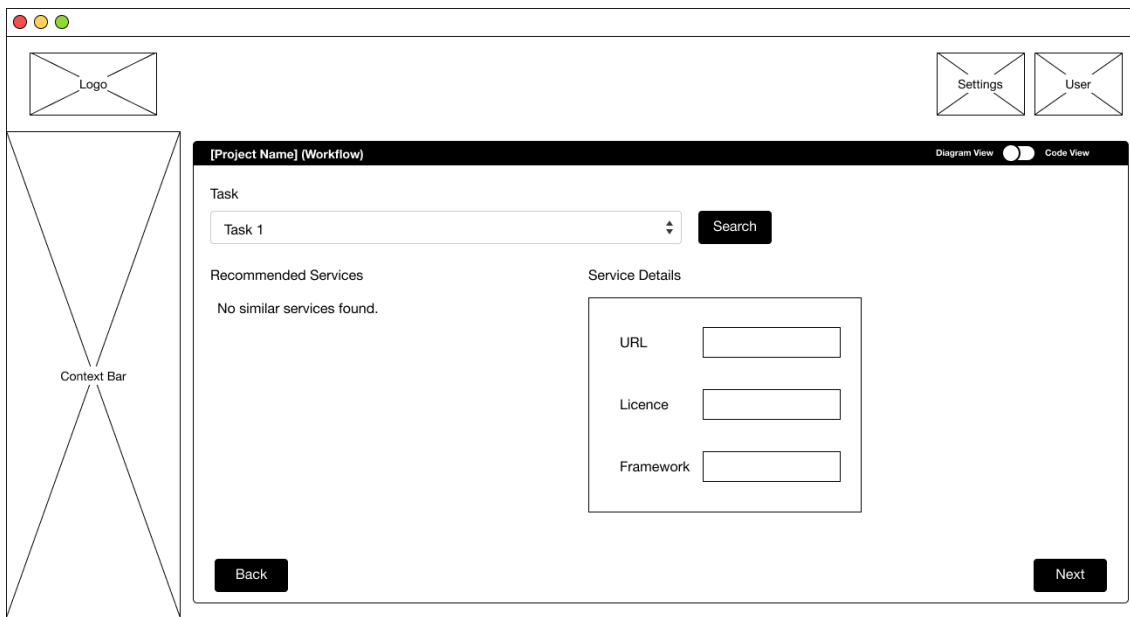 Logo
Settings
User
Context Bar
[Project Name] (Workflow)
Diagram View
Code View
Task
Task 1
Search
Recommended Services
No similar services found.
Service Details
URL
Licence
Framework
Back
Next